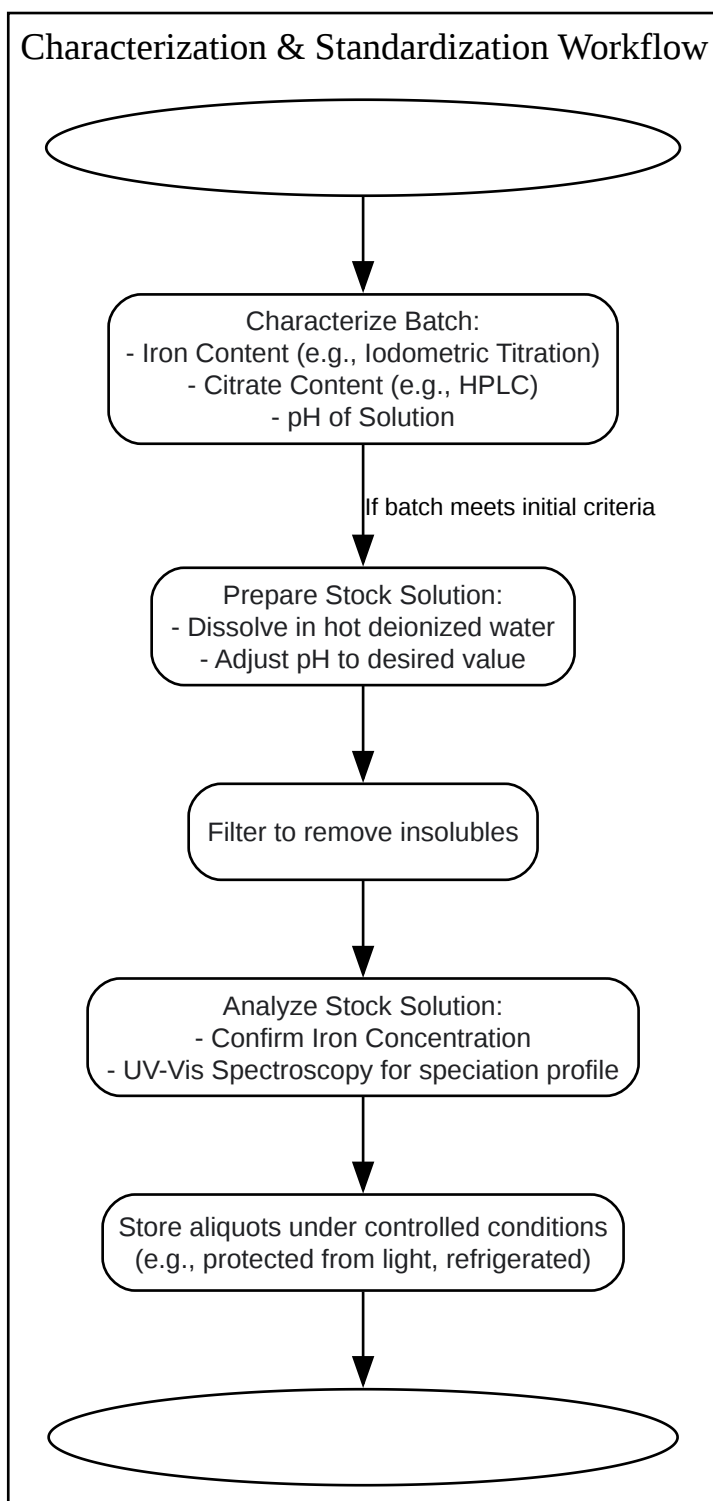 Characterization & Standardization Workflow
Characterize Batch:
- Iron Content (e.g., Iodometric Titration)
- Citrate Content (e.g., HPLC)
- pH of Solution
If batch meets initial criteria
Prepare Stock Solution:
- Dissolve in hot deionized water
- Adjust pH to desired value
Filter to remove insolubles
Analyze Stock Solution:
- Confirm Iron Concentration
- UV-Vis Spectroscopy for speciation profile
Store aliquots under controlled conditions
(e.g., protected from light, refrigerated)